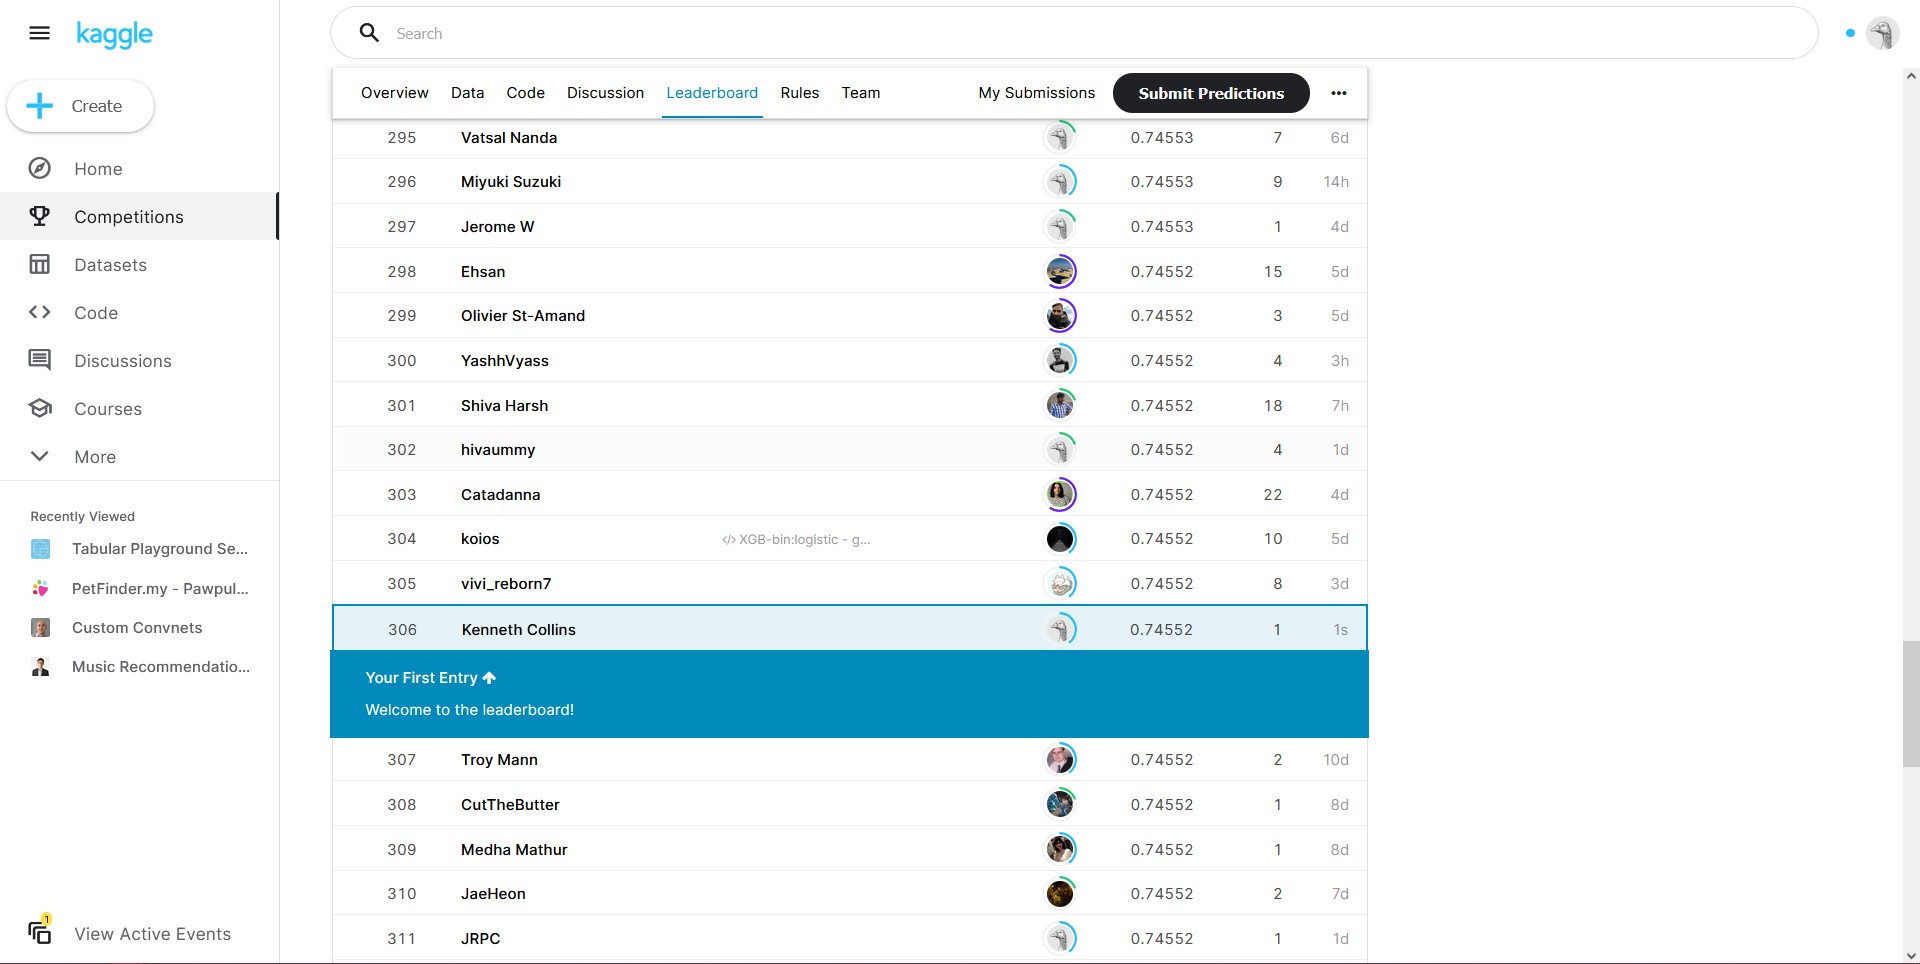 kaggle
Search
Create
Home
Competitions
Datasets
Code
Discussions
Courses
More
Recently Viewed
Tabular Playground Se...
PetFinder.my - Pawpul...
Custom Convnets
Music Recommendatio...
1
View Active Events
Overview Data Code Discussion Leaderboard Rules Team My Submissions Submit Predictions •••
295 Vatsal Nanda 0.74553 7 6d
296 Miyuki Suzuki 0.74553 9 14h
297 Jerome W 0.74553 1 4d
298 Ehsan 0.74552 15 5d
299 Olivier St-Amand 0.74552 3 5d
300 YashhVyass 0.74552 4 3h
301 Shiva Harsh 0.74552 18 7h
302 hivaummy 0.74552 4 1d
303 Catadanna 0.74552 22 4d
304 koios </> XGB-bin:logistic - g... 0.74552 10 5d
305 vivi_reborn7 0.74552 8 3d
306 Kenneth Collins 0.74552 1 1s
Your First Entry ↑
Welcome to the leaderboard!
307 Troy Mann 0.74552 2 10d
308 CutTheButter 0.74552 1 8d
309 Medha Mathur 0.74552 1 8d
310 JaeHeon 0.74552 2 7d
311 JRPC 0.74552 1 1d